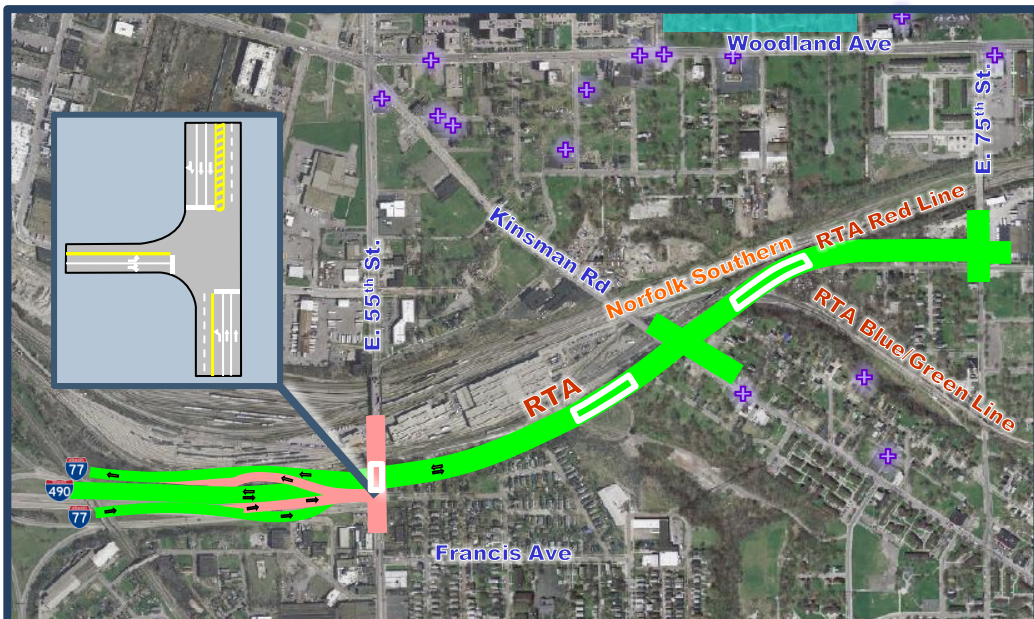 Woodland Ave
E. 75th St.
Kinsman Rd
E. 55th St.
Norfolk Southern
RTA Red Line
RTA Blue/Green Line
RTA
77
490
77
Francis Ave